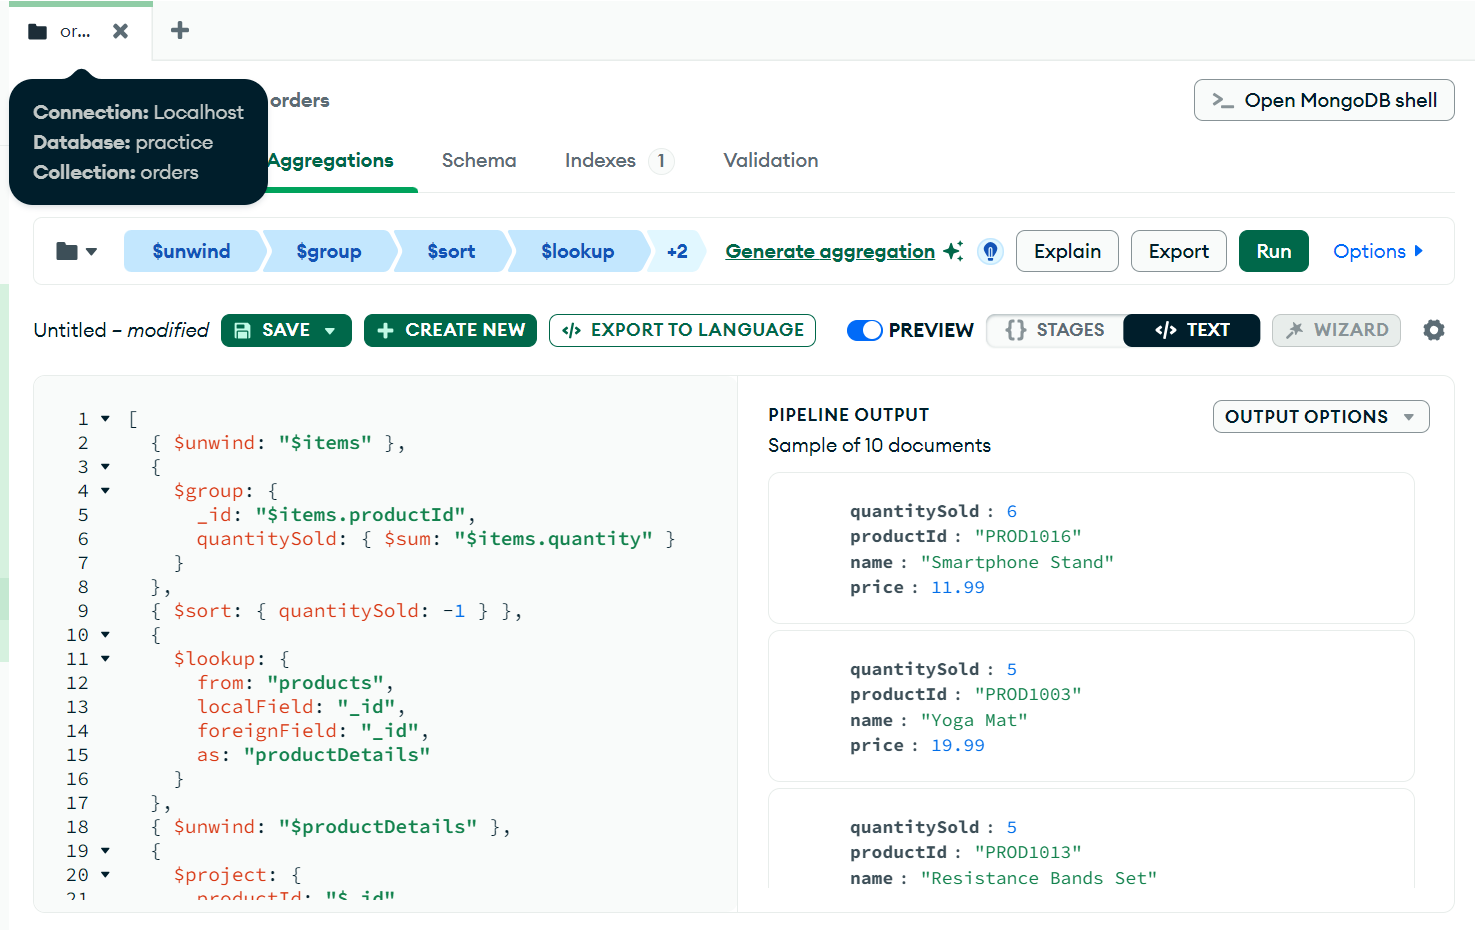 or...
Connection: Localhost
Database: practice
Collection: orders
orders
>_ Open MongoDB shell
Aggregations Schema Indexes 1 Validation
$unwind $group $sort $lookup +2 Generate aggregation Explain Export Run Options
Untitled – modified SAVE + CREATE NEW </> EXPORT TO LANGUAGE PREVIEW {} STAGES </> TEXT WIZARD
1 [
2 { $unwind: "$items" },
3 {
4 $group: {
5 _id: "$items.productId",
6 quantitySold: { $sum: "$items.quantity" }
7 }
8 },
9 { $sort: { quantitySold: -1 } },
10 {
11 $lookup: {
12 from: "products",
13 localField: "_id",
14 foreignField: "_id",
15 as: "productDetails"
16 }
17 },
18 { $unwind: "$productDetails" },
19 {
20 $project: {
21 productId: "$_id"
PIPELINE OUTPUT
Sample of 10 documents
OUTPUT OPTIONS
quantitySold : 6
productId : "PROD1016"
name : "Smartphone Stand"
price : 11.99
quantitySold : 5
productId : "PROD1003"
name : "Yoga Mat"
price : 19.99
quantitySold : 5
productId : "PROD1013"
name : "Resistance Bands Set"